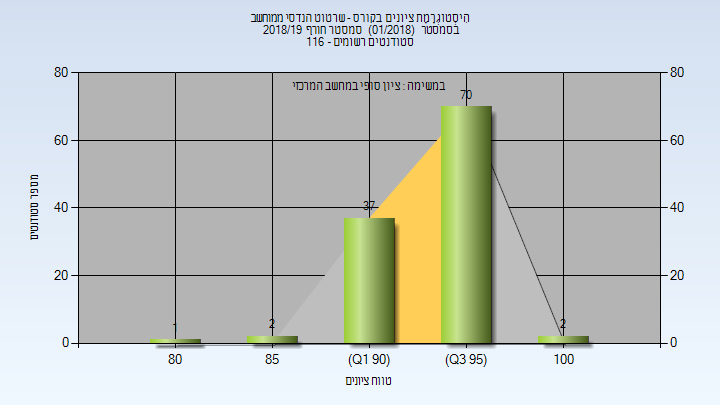 היסטוגרמת ציונים בקורס - שרטוט הנדסי ממוחשב
בסמסטר (01/2018) סמסטר חורף 2018/19
סטודנטים רשומים - 116
במשימה : ציון סופי במחשב המרכזי
מספר סטודנטים
80
60
40
20
0
80
60
40
20
0
1
2
37
70
2
80
85
(Q1 90)
(Q3 95)
100
טווח ציונים